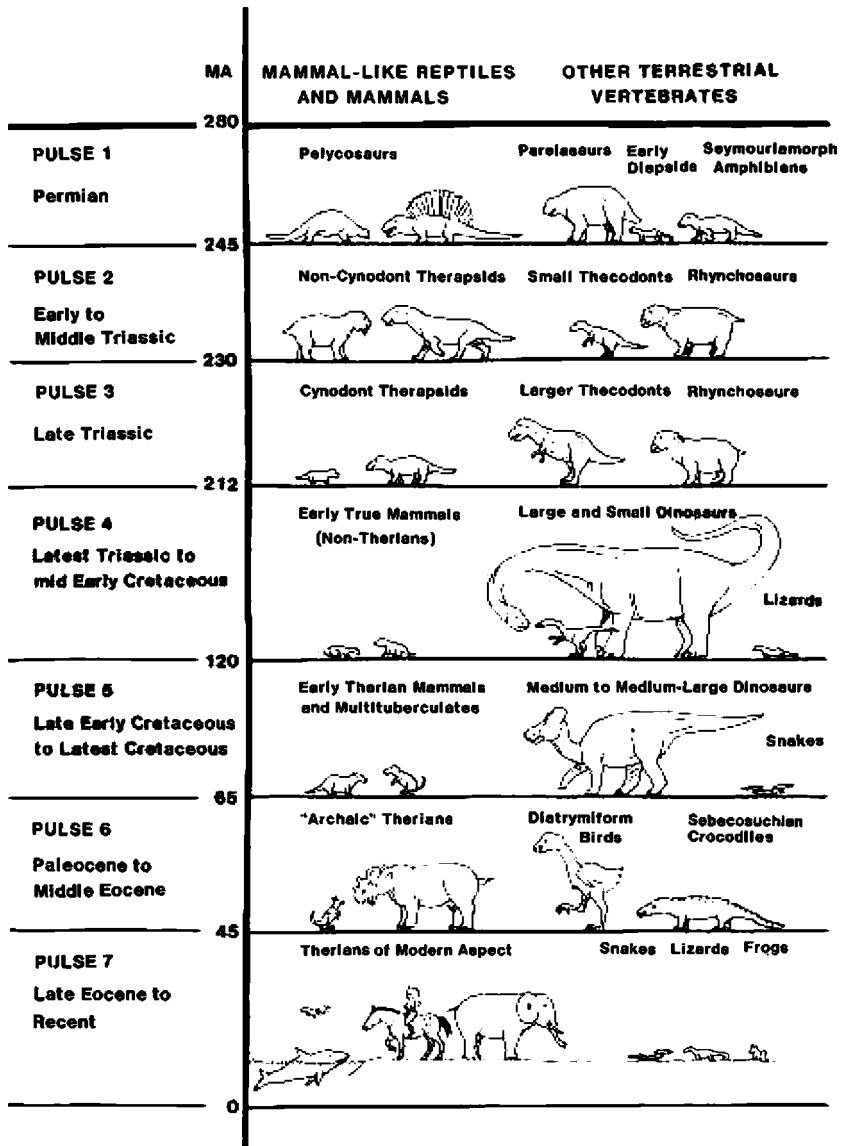 MA
MAMMAL-LIKE REPTILES
AND MAMMALS
OTHER TERRESTRIAL
VERTEBRATES
280
PULSE 1
Permian
Pelycosaurs
Pareiasaurs
Early
Diapsids
Seymouriamorph
Amphibians
245
PULSE 2
Early to
Middle Triassic
Non-Cynodont Therapsids
Small Thecodonts
Rhynchosaurs
230
PULSE 3
Late Triassic
Cynodont Therapsids
Larger Thecodonts
Rhynchosaurs
212
PULSE 4
Latest Triassic to
mid Early Cretaceous
Early True Mammals
(Non-Therians)
Large and Small Dinosaurs
Lizards
120
PULSE 5
Late Early Cretaceous
to Latest Cretaceous
Early Therian Mammals
and Multituberculates
Medium to Medium-Large Dinosaurs
Snakes
65
PULSE 6
Paleocene to
Middle Eocene
"Archaic" Therians
Diatrymiform
Birds
Sebecosuchian
Crocodiles
45
PULSE 7
Late Eocene to
Recent
Therians of Modern Aspect
Snakes
Lizards
Frogs
0